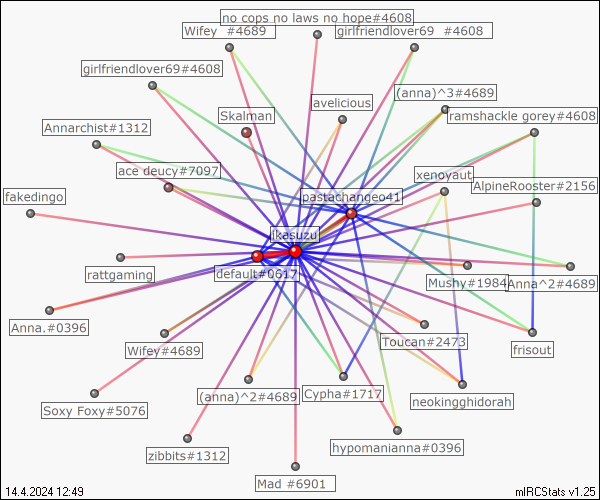 no cops no laws no hope#4608
Wifey #4689
girlfriendlover69 #4608
girlfriendlover69#4608
(anna)^3#4689
avelicious
Skalman
ramshackle gorey#4608
Annarchist#1312
ace deucy#7097
xenoyaut
AlpineRooster#2156
fakedingo
pastachangeo41
ikasuzu
rattgaming
default#0617
Mushy#1984
Anna^2#4689
Anna.#0396
Wifey#4689
Toucan#2473
frisout
(anna)^2#4689
Cypha#1717
neokingghidorah
Soxy Foxy#5076
hypomanianna#0396
zibbits#1312
Mad #6901
14.4.2024 12:49
mIRCStats v1.25